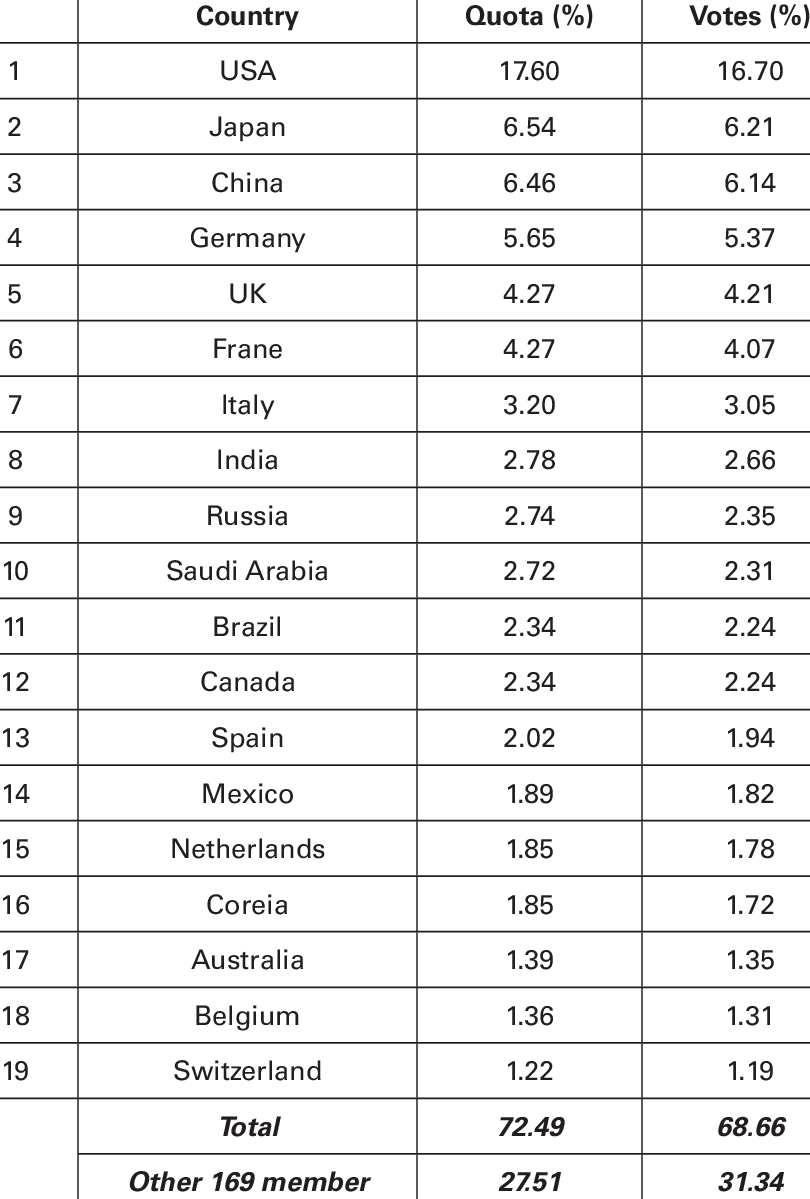 Country Quota (%) Votes (%)
1 USA 17.60 16.70
2 Japan 6.54 6.21
3 China 6.46 6.14
4 Germany 5.65 5.37
5 UK 4.27 4.21
6 Frane 4.27 4.07
7 Italy 3.20 3.05
8 India 2.78 2.66
9 Russia 2.74 2.35
10 Saudi Arabia 2.72 2.31
11 Brazil 2.34 2.24
12 Canada 2.34 2.24
13 Spain 2.02 1.94
14 Mexico 1.89 1.82
15 Netherlands 1.85 1.78
16 Coreia 1.85 1.72
17 Australia 1.39 1.35
18 Belgium 1.36 1.31
19 Switzerland 1.22 1.19
Total 72.49 68.66
Other 169 member 27.51 31.34